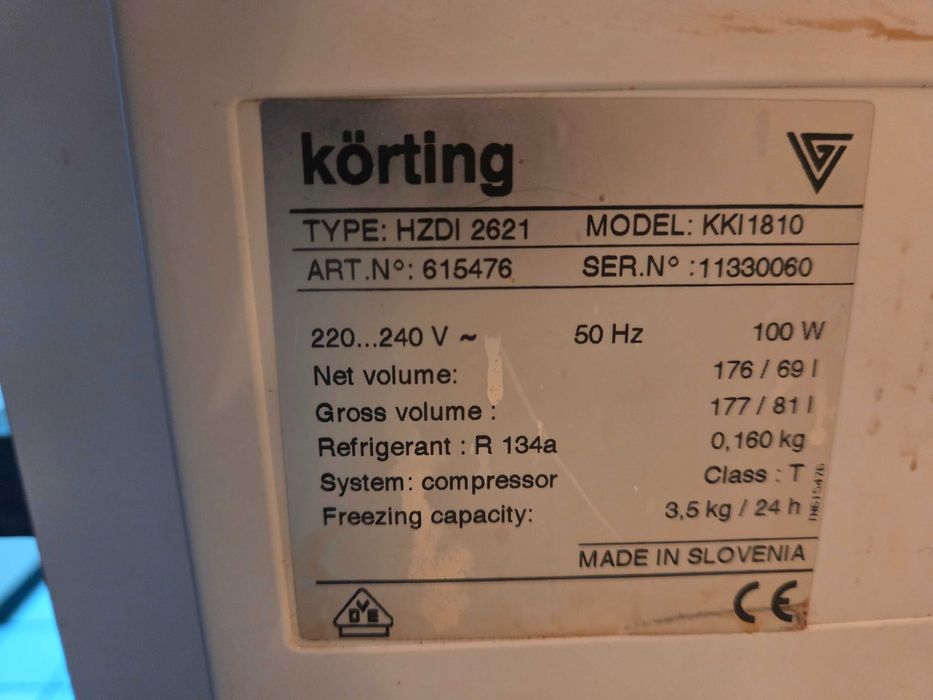 körting
TYPE: HZDI 2621 MODEL: KKI1810
ART.N°: 615476 SER.N° :11330060
220...240 V ~ 50 Hz 100 W
Net volume: 176 / 69 l
Gross volume : 177 / 81 l
Refrigerant : R 134a 0,160 kg
System: compressor Class : T
Freezing capacity: 3,5 kg / 24 h
TN615476
MADE IN SLOVENIA
DVE CE